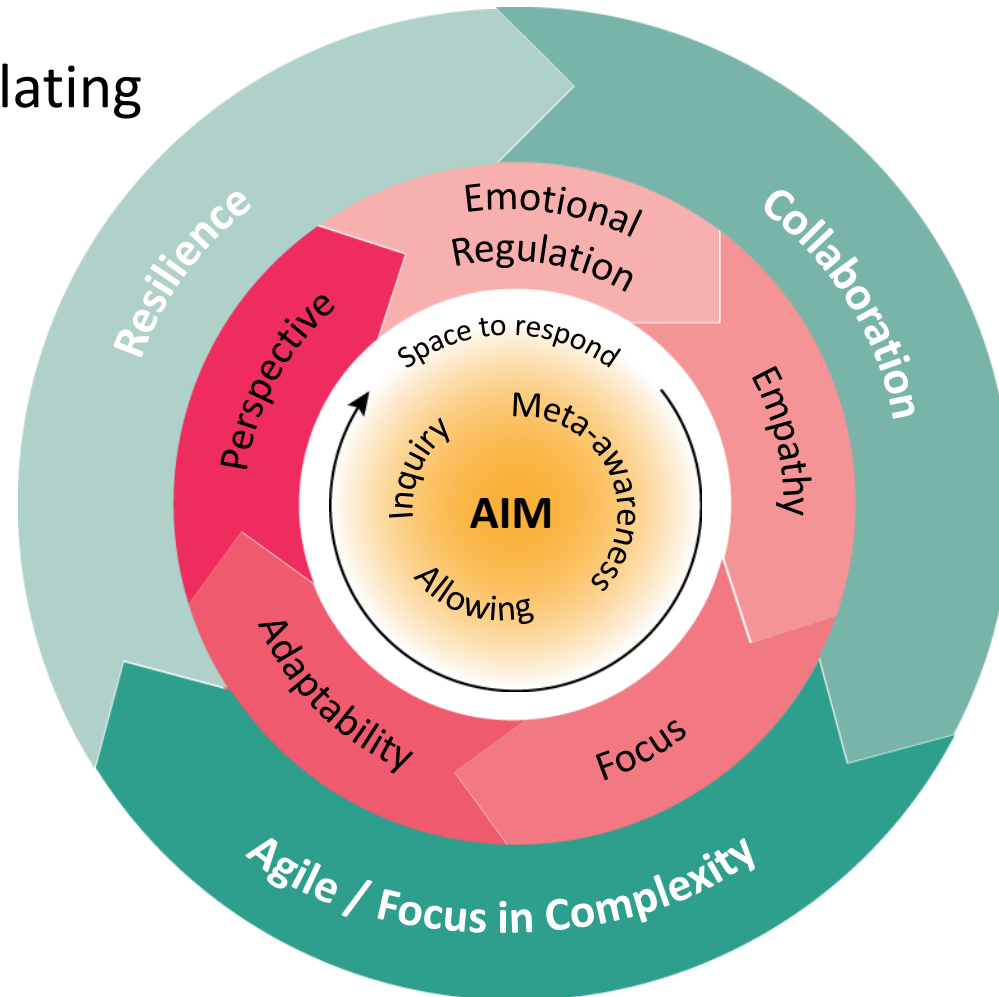 lating
Resilience
Collaboration
Agile / Focus in Complexity
Emotional
Regulation
Empathy
Focus
Adaptability
Perspective
Space to respond
Meta-awareness
Allowing
Inquiry
AIM